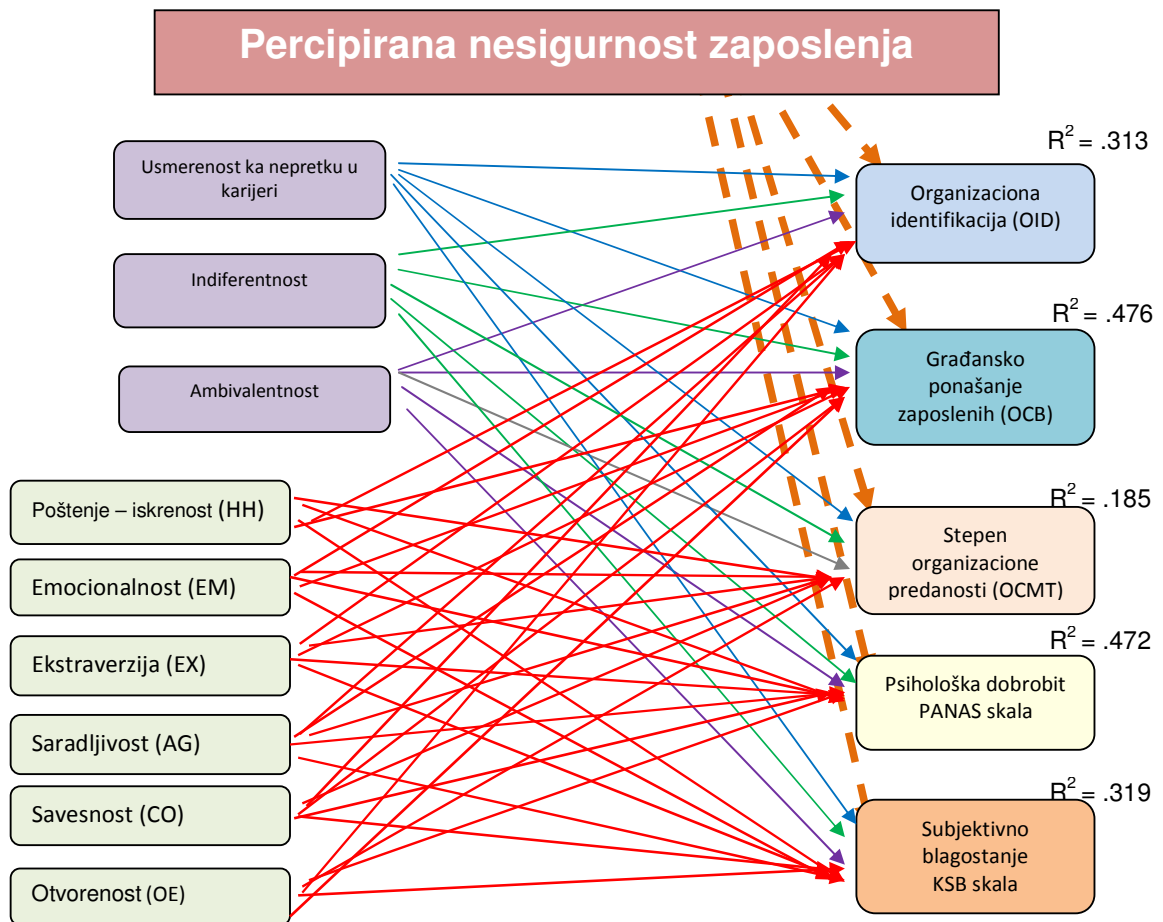 Percipirana nesigurnost zaposlenja
R² = .313
Usmerenost ka nepretku u
karijeri
Organizaciona
identifikacija (OID)
Indiferentnost
R² = .476
Građansko
ponašanje
zaposlenih (OCB)
Ambivalentnost
Poštenje – iskrenost (HH)
R² = .185
Stepen
organizacione
predanosti (OCMT)
Emocionalnost (EM)
Ekstraverzija (EX)
R² = .472
Psihološka dobrobit
PANAS skala
Saradljivost (AG)
Savesnost (CO)
R² = .319
Subjektivno
blagostanje
KSB skala
Otvorenost (OE)